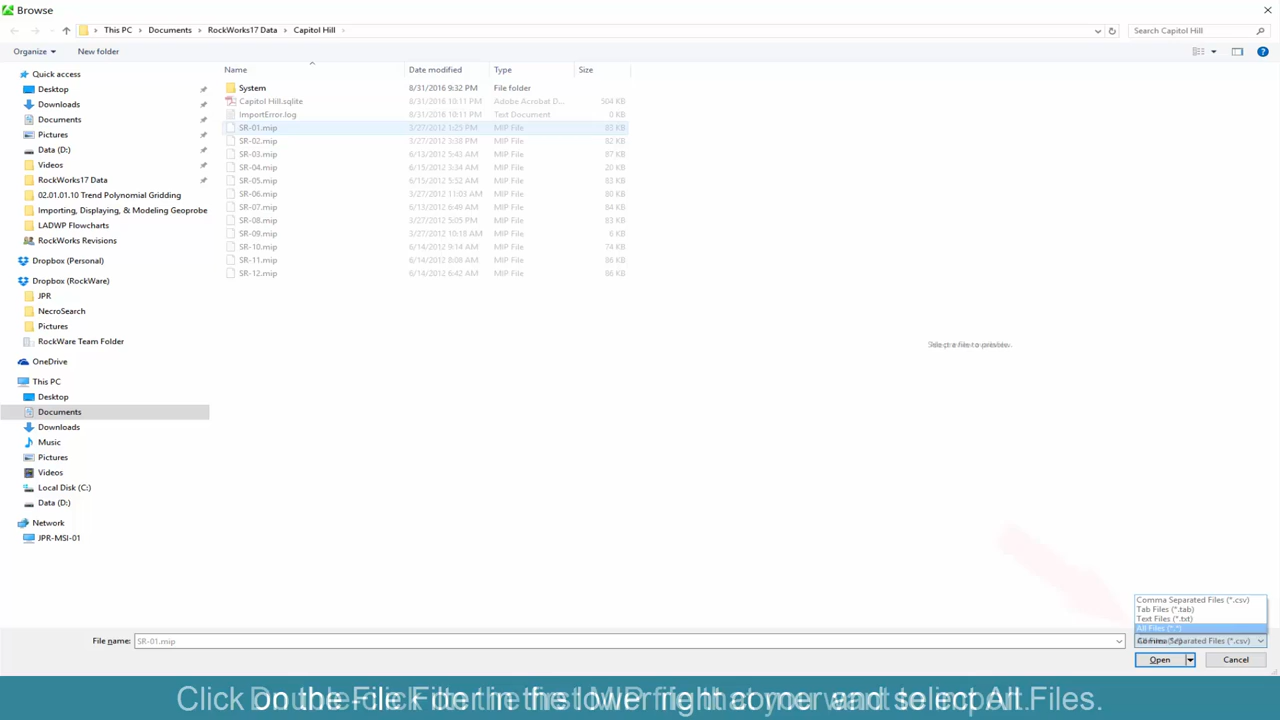 Browse
This PC > Documents > RockWorks17 Data > Capitol Hill >
Search Capitol Hill
Organize New folder
Name Date modified Type Size
Quick access
Desktop
Downloads
Documents
Pictures
Data (D:)
Videos
RockWorks17 Data
02.01.01.10 Trend Polynomial Gridding
Importing, Displaying, & Modeling Geoprobe
LADWP Flowcharts
RockWorks Revisions
Dropbox (Personal)
Dropbox (RockWare)
JPR
NecroSearch
Pictures
RockWare Team Folder
OneDrive
This PC
Desktop
Documents
Downloads
Music
Pictures
Videos
Local Disk (C:)
Data (D:)
Network
JPR-MSI-01
System 8/31/2016 9:32 PM File folder
Capitol Hill.sqlite 8/31/2016 10:11 PM Adobe Acrobat D... 504 KB
ImportError.log 8/31/2016 10:11 PM Text Document 0 KB
SR-01.mip 3/27/2012 1:25 PM MIP File 85 KB
SR-02.mip 3/27/2012 3:38 PM MIP File 82 KB
SR-03.mip 6/13/2012 5:43 AM MIP File 87 KB
SR-04.mip 6/15/2012 3:34 AM MIP File 20 KB
SR-05.mip 6/15/2012 5:52 AM MIP File 83 KB
SR-06.mip 3/27/2012 11:03 AM MIP File 80 KB
SR-07.mip 6/13/2012 6:49 AM MIP File 84 KB
SR-08.mip 3/27/2012 5:05 PM MIP File 83 KB
SR-09.mip 3/27/2012 10:18 AM MIP File 6 KB
SR-10.mip 6/14/2012 9:14 AM MIP File 74 KB
SR-11.mip 6/14/2012 8:08 AM MIP File 86 KB
SR-12.mip 6/14/2012 6:42 AM MIP File 86 KB
Select a file to preview.
Comma Separated Files (*.csv)
Tab Files (*.tab)
Text Files (*.txt)
All Files (*.*)
File name: SR-01.mip
Separated Files (*.csv)
Open Cancel
Click on the File Filter in the lower right corner and select All Files.